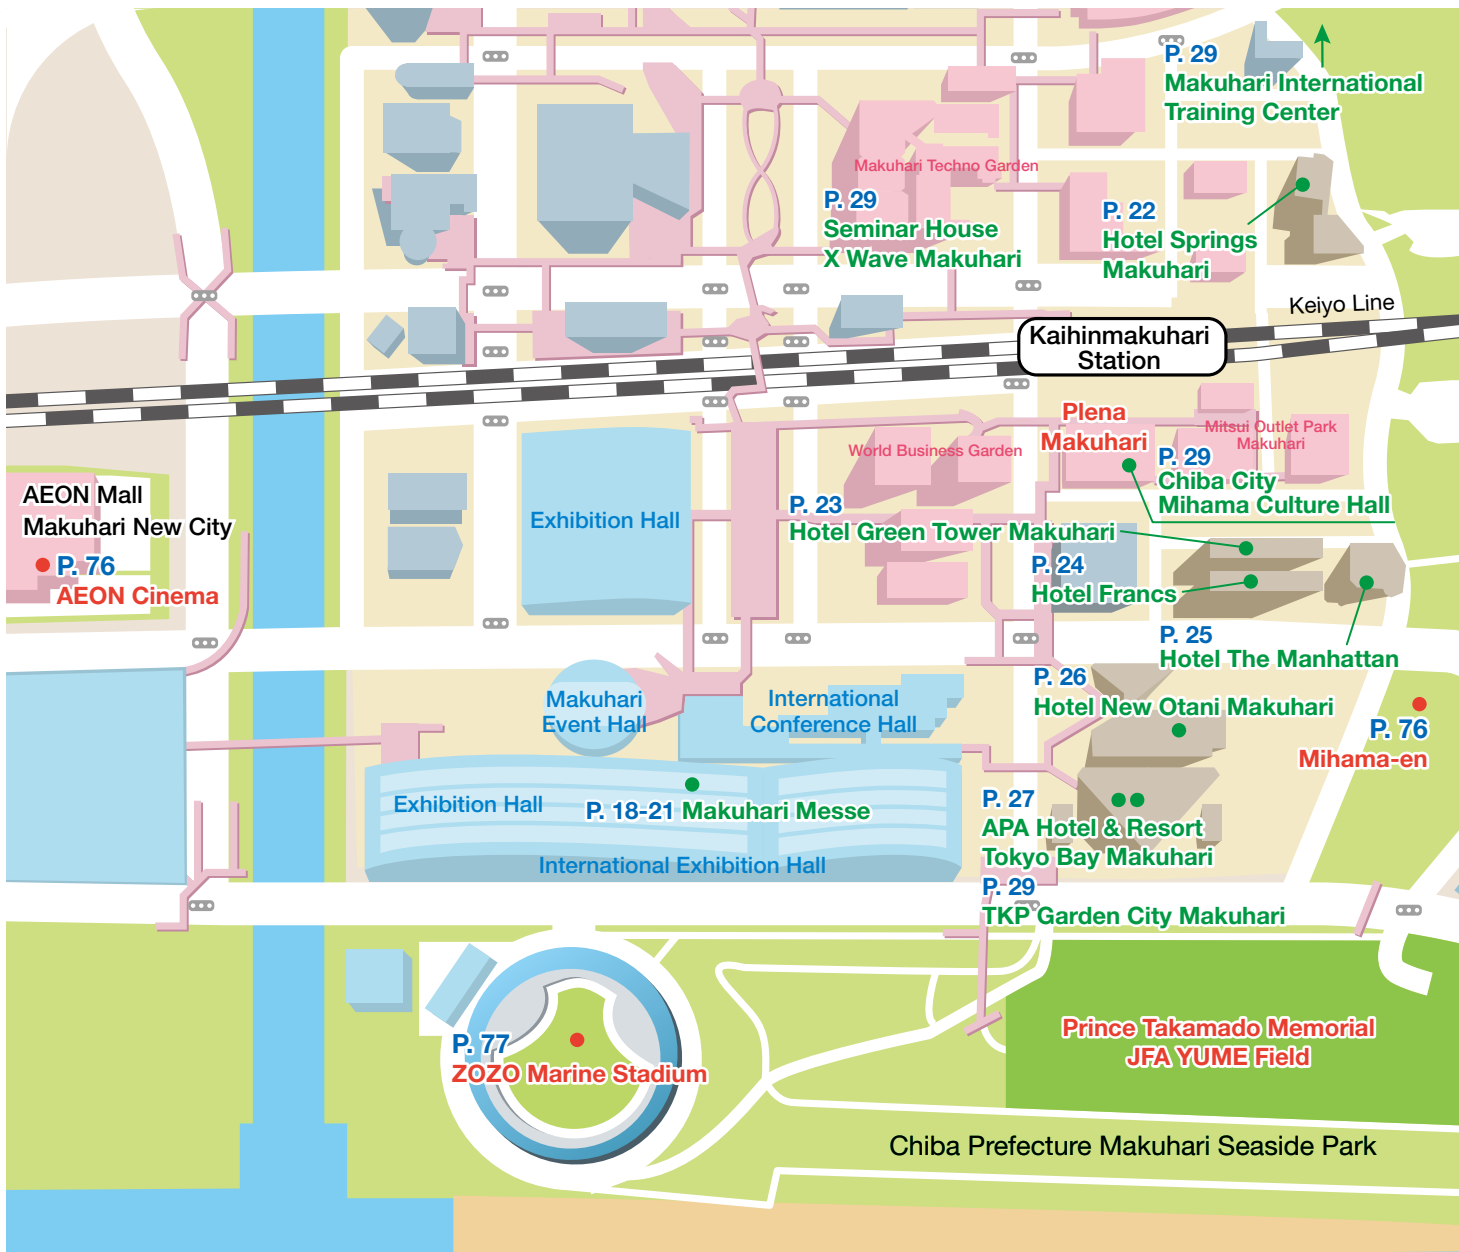 P. 29
Makuhari International
Training Center
Makuhari Techno Garden
P. 29
Seminar House
X Wave Makuhari
P. 22
Hotel Springs
Makuhari
Keiyo Line
Kaihinmakuhari
Station
Plena
Makuhari
Mitsui Outlet Park
Makuhari
World Business Garden
P. 29
Chiba City
Mihama Culture Hall
AEON Mall
Makuhari New City
P. 76
AEON Cinema
Exhibition Hall
P. 23
Hotel Green Tower Makuhari
P. 24
Hotel Francs
P. 25
Hotel The Manhattan
P. 26
Hotel New Otani Makuhari
Makuhari
Event Hall
International
Conference Hall
P. 76
Mihama-en
Exhibition Hall
P. 18-21 Makuhari Messe
International Exhibition Hall
P. 27
APA Hotel & Resort
Tokyo Bay Makuhari
P. 29
TKP Garden City Makuhari
P. 77
ZOZO Marine Stadium
Prince Takamado Memorial
JFA YUME Field
Chiba Prefecture Makuhari Seaside Park